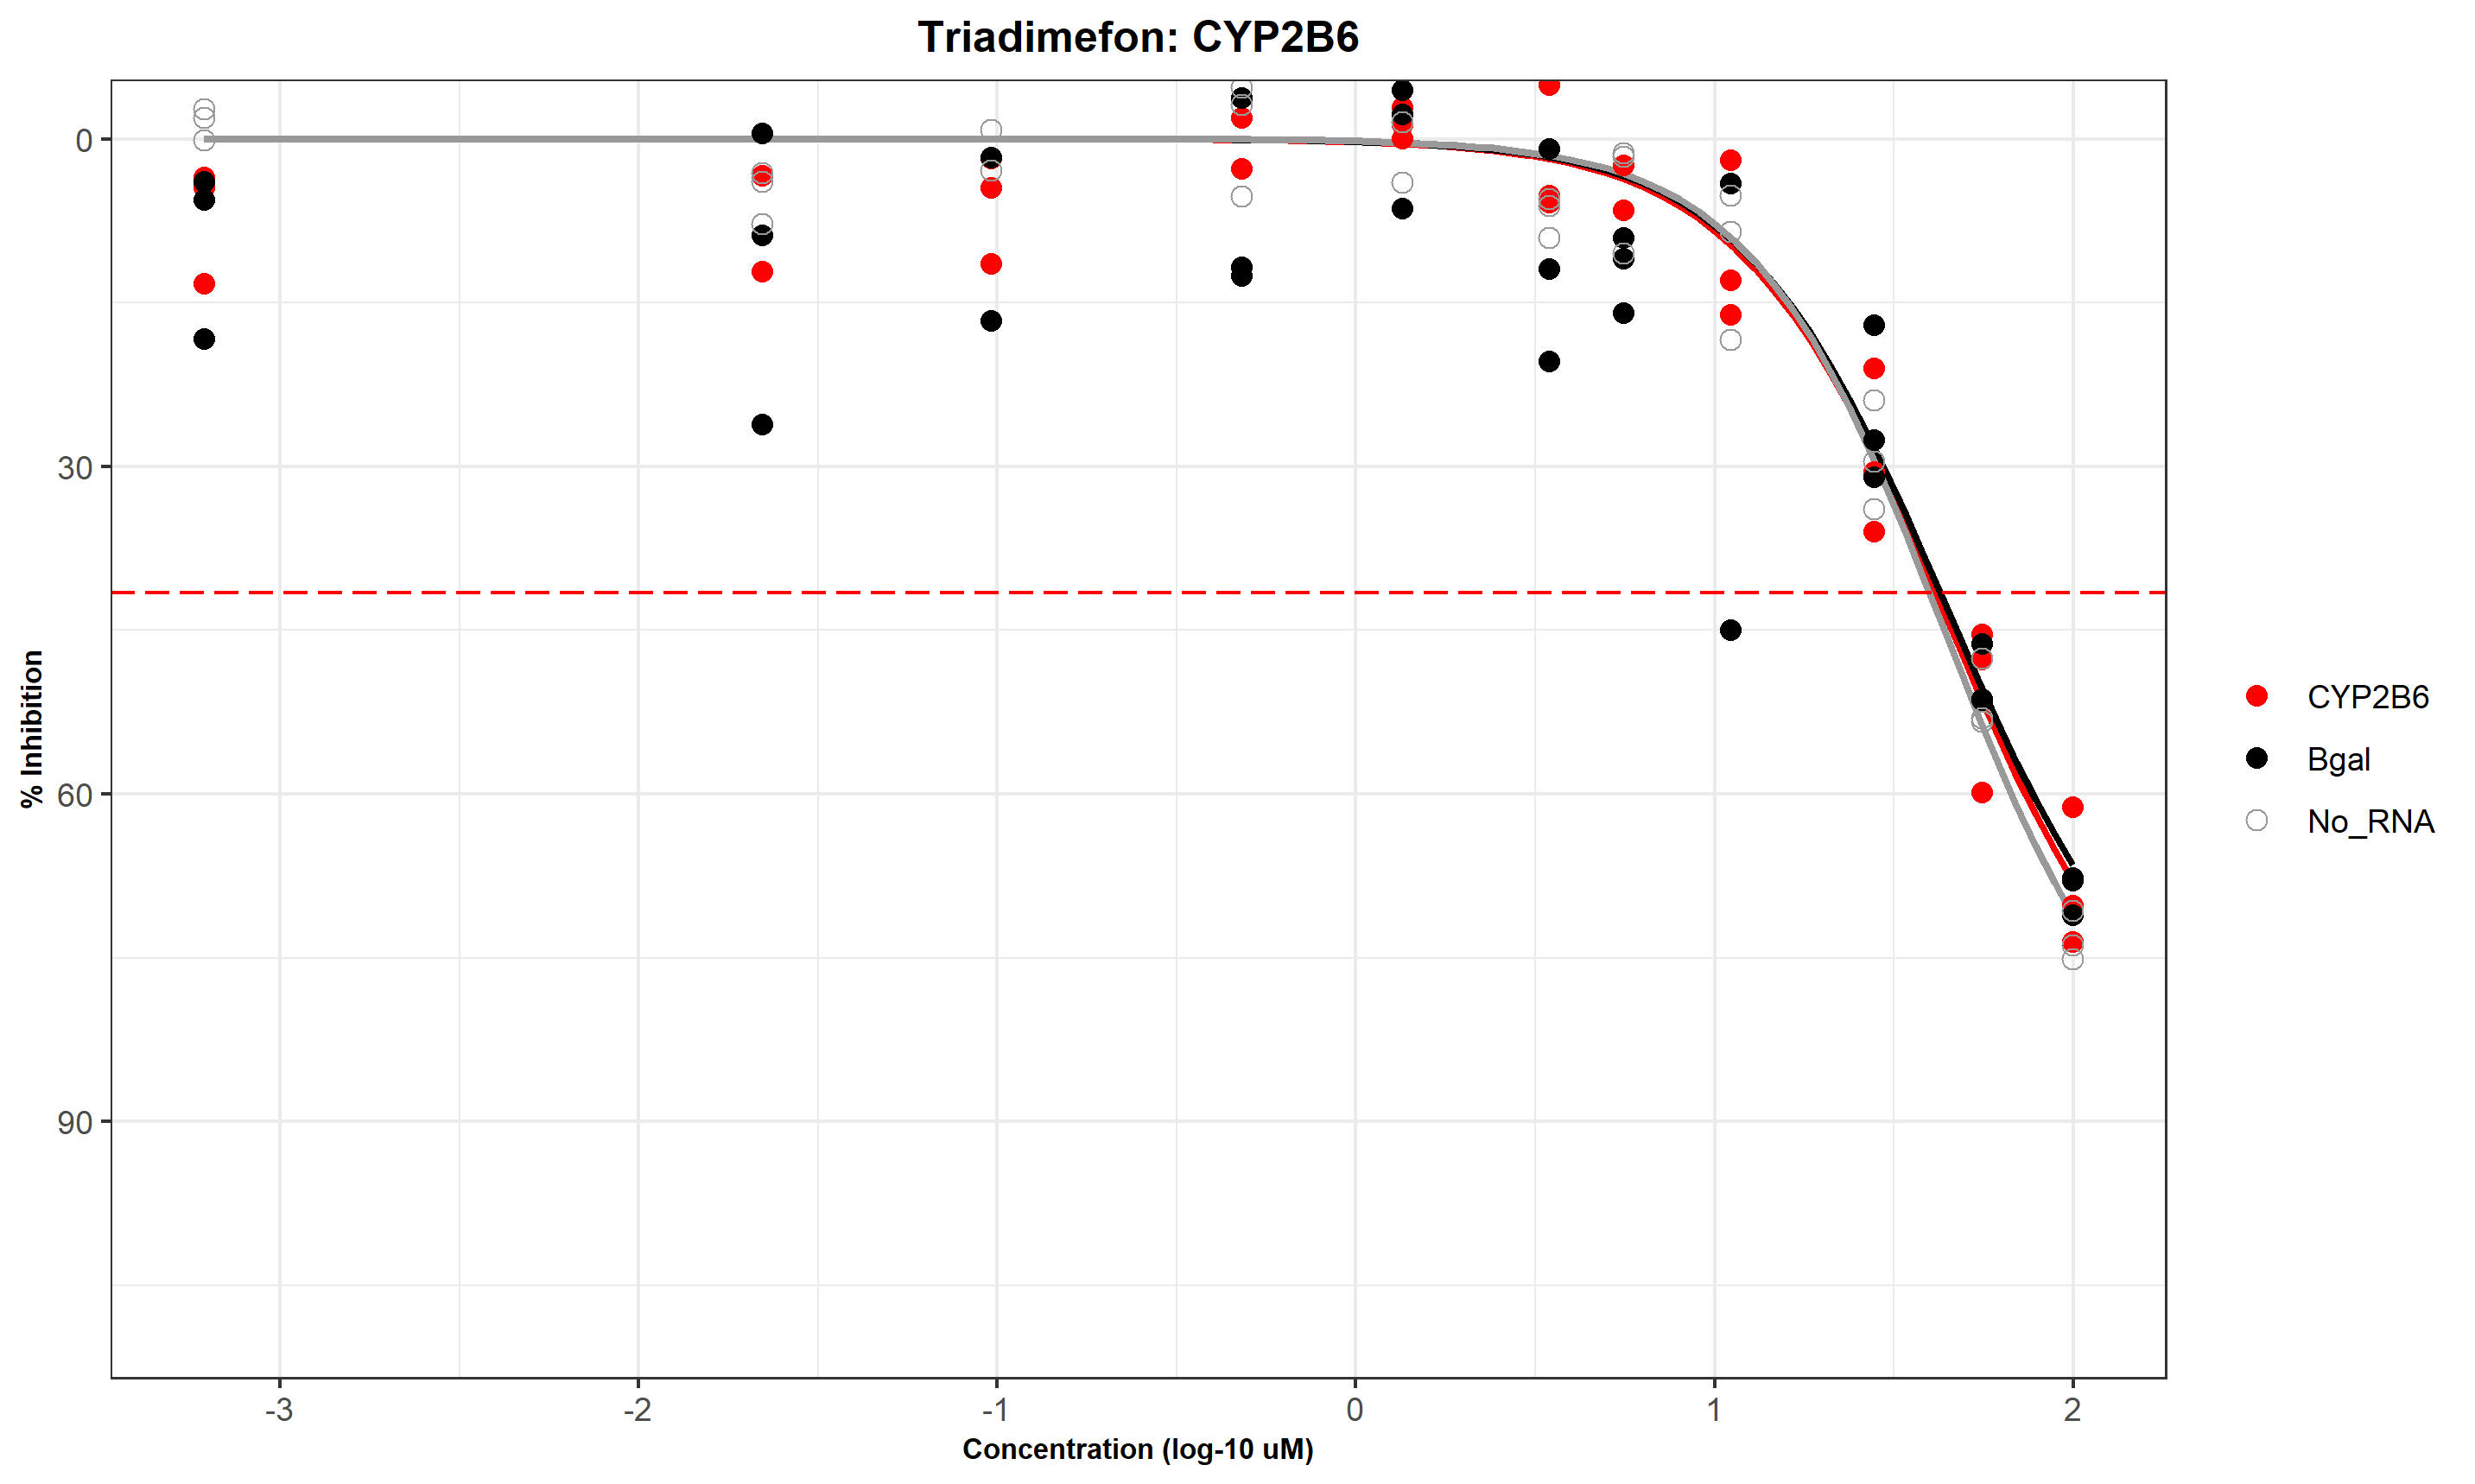 Triadimefon: CYP2B6
% Inhibition
0
30
60
90
-3
-2
-1
0
1
2
Concentration (log-10 uM)
CYP2B6
Bgal
No_RNA